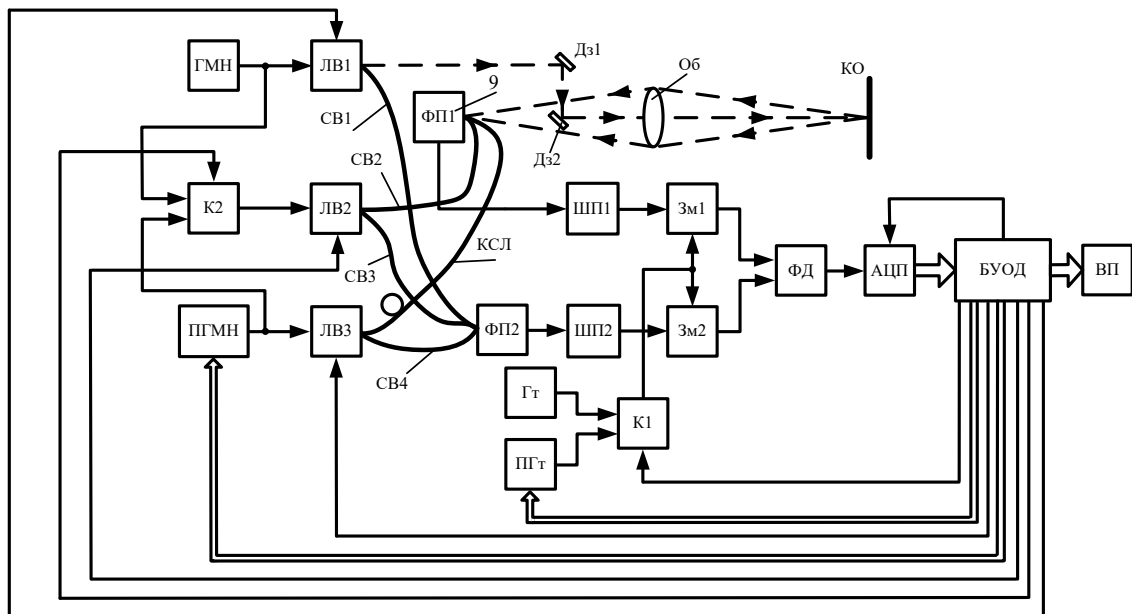 Дз1
ГМН
ЛВ1
Об
КО
9
СВ1
ФП1
Дз2
СВ2
К2
ЛВ2
ШП1
Зм1
СВ3
КСЛ
ФД
АЦП
БУОД
ВП
ПГМН
ЛВ3
ФП2
ШП2
Зм2
СВ4
Гт
К1
ПГт